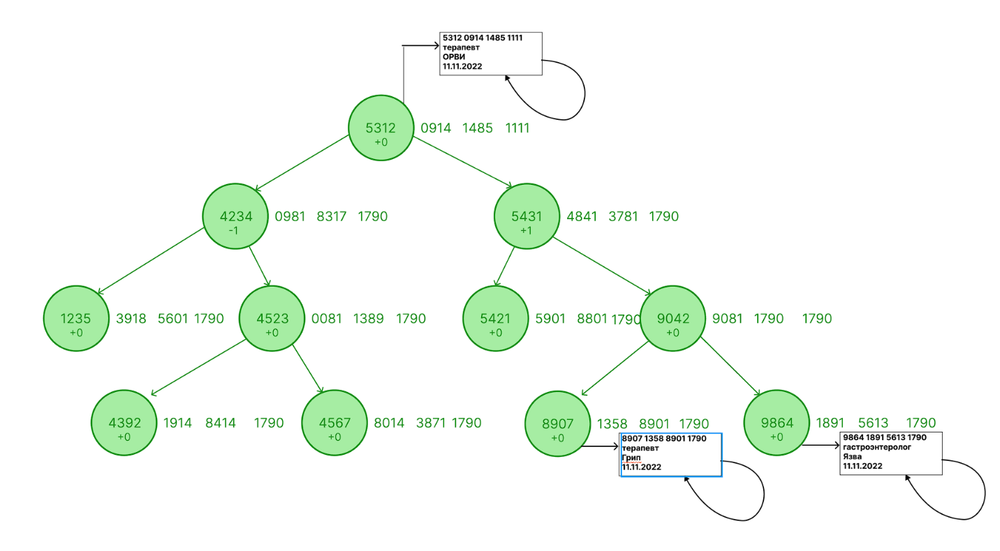 5312 0914 1485 1111
терапевт
ОРВИ
11.11.2022
5312 0914 1485 1111
+0
4234 0981 8317 1790
-1
5431 4841 3781 1790
+1
1235 3918 5601 1790
+0
4523 0081 1389 1790
+0
5421 5901 8801 1790
+0
9042 9081 1790 1790
+0
4392 1914 8414 1790
+0
4567 8014 3871 1790
+0
8907 1358 8901 1790
+0
9864 1891 5613 1790
+0
8907 1358 8901 1790
терапевт
Грип
11.11.2022
9864 1891 5613 1790
гастроэнтеролог
Язва
11.11.2022